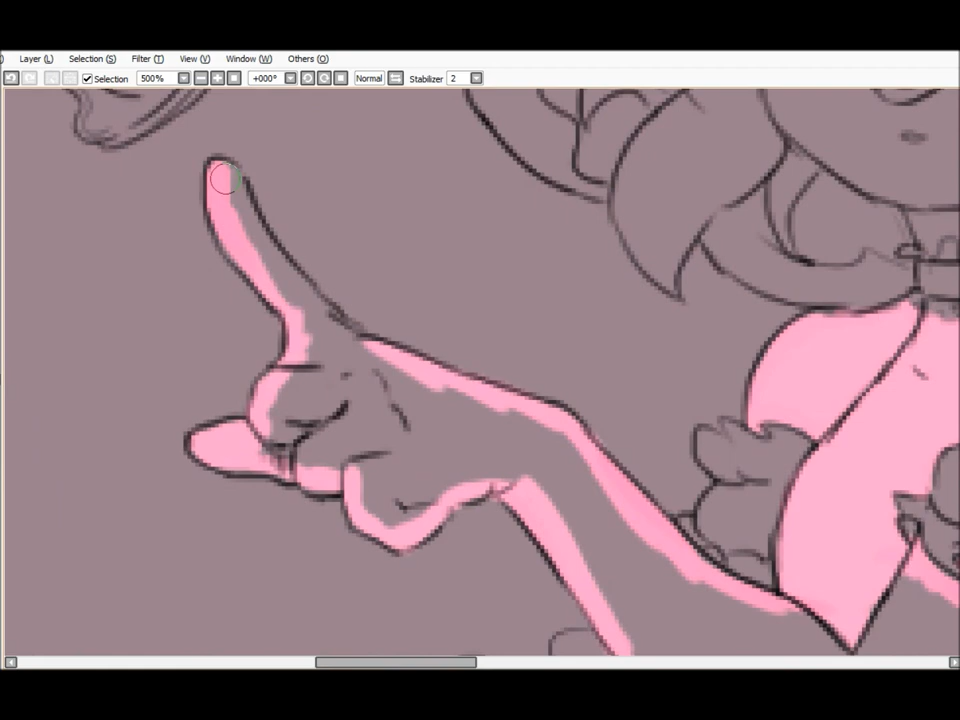 ) Layer (L) Selection (S) Filter (T) View (V) Window (W) Others (O)
Selection 500% +000° Normal Stabilizer 2